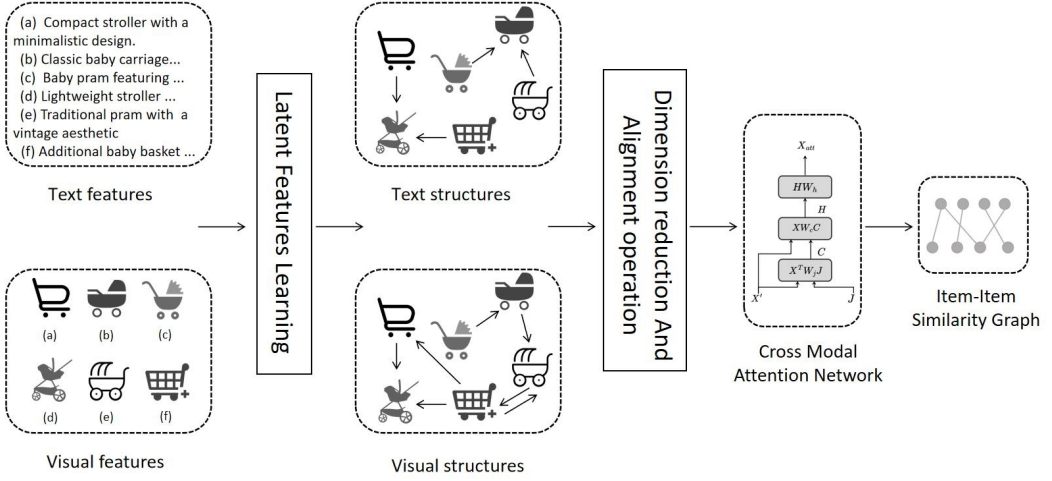 (a) Compact stroller with a
minimalistic design.
(b) Classic baby carriage...
(c) Baby pram featuring ...
(d) Lightweight stroller ...
(e) Traditional pram with a
vintage aesthetic
(f) Additional baby basket ...
Text features
(a) (b) (c)
(d) (e) (f)
Visual features
Latent Features Learning
Text structures
Visual structures
Dimension reduction And
Alignment operation
X_att
HW_h
H
XW_cC
C
X^T W_jJ
X' J
Cross Modal
Attention Network
Item-Item
Similarity Graph